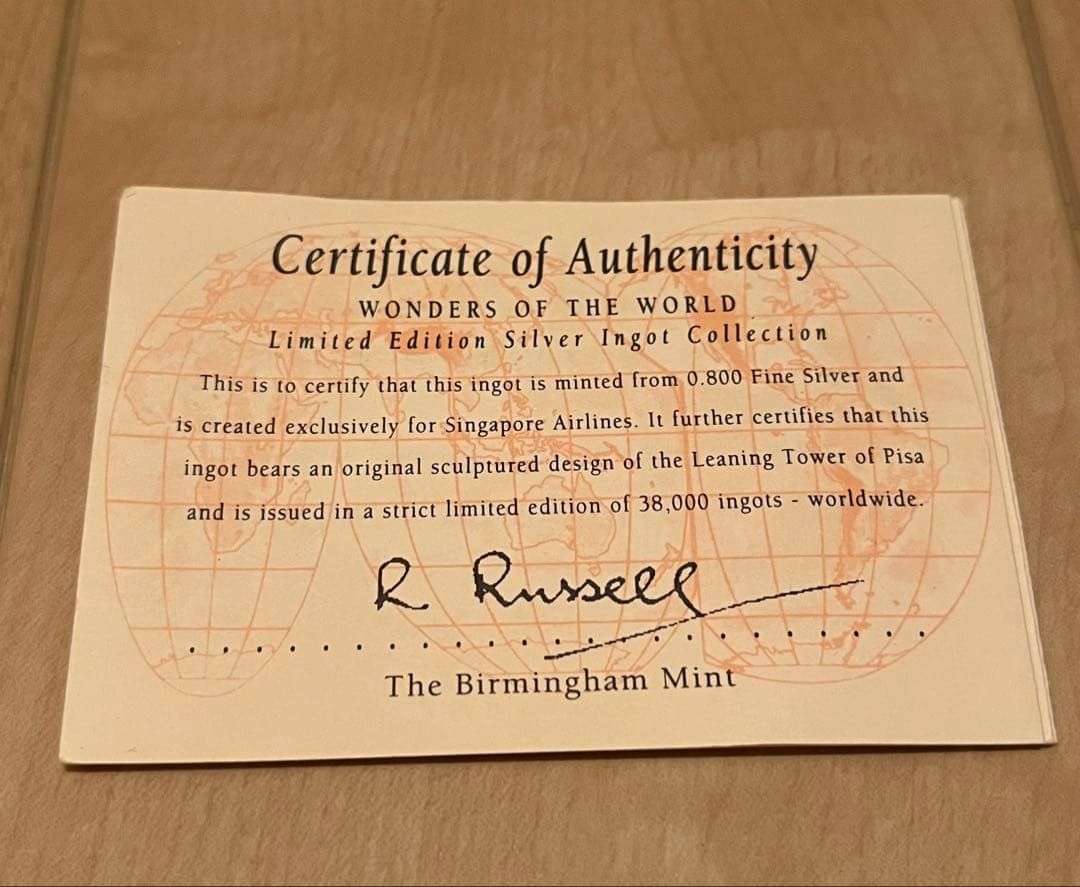 Certificate of Authenticity
WONDERS OF THE WORLD
Limited Edition Silver Ingot Collection
This is to certify that this ingot is minted from 0.800 Fine Silver and
is created exclusively for Singapore Airlines. It further certifies that this
ingot bears an original sculptured design of the Leaning Tower of Pisa
and is issued in a strict limited edition of 38,000 ingots - worldwide.
R Russell
The Birmingham Mint